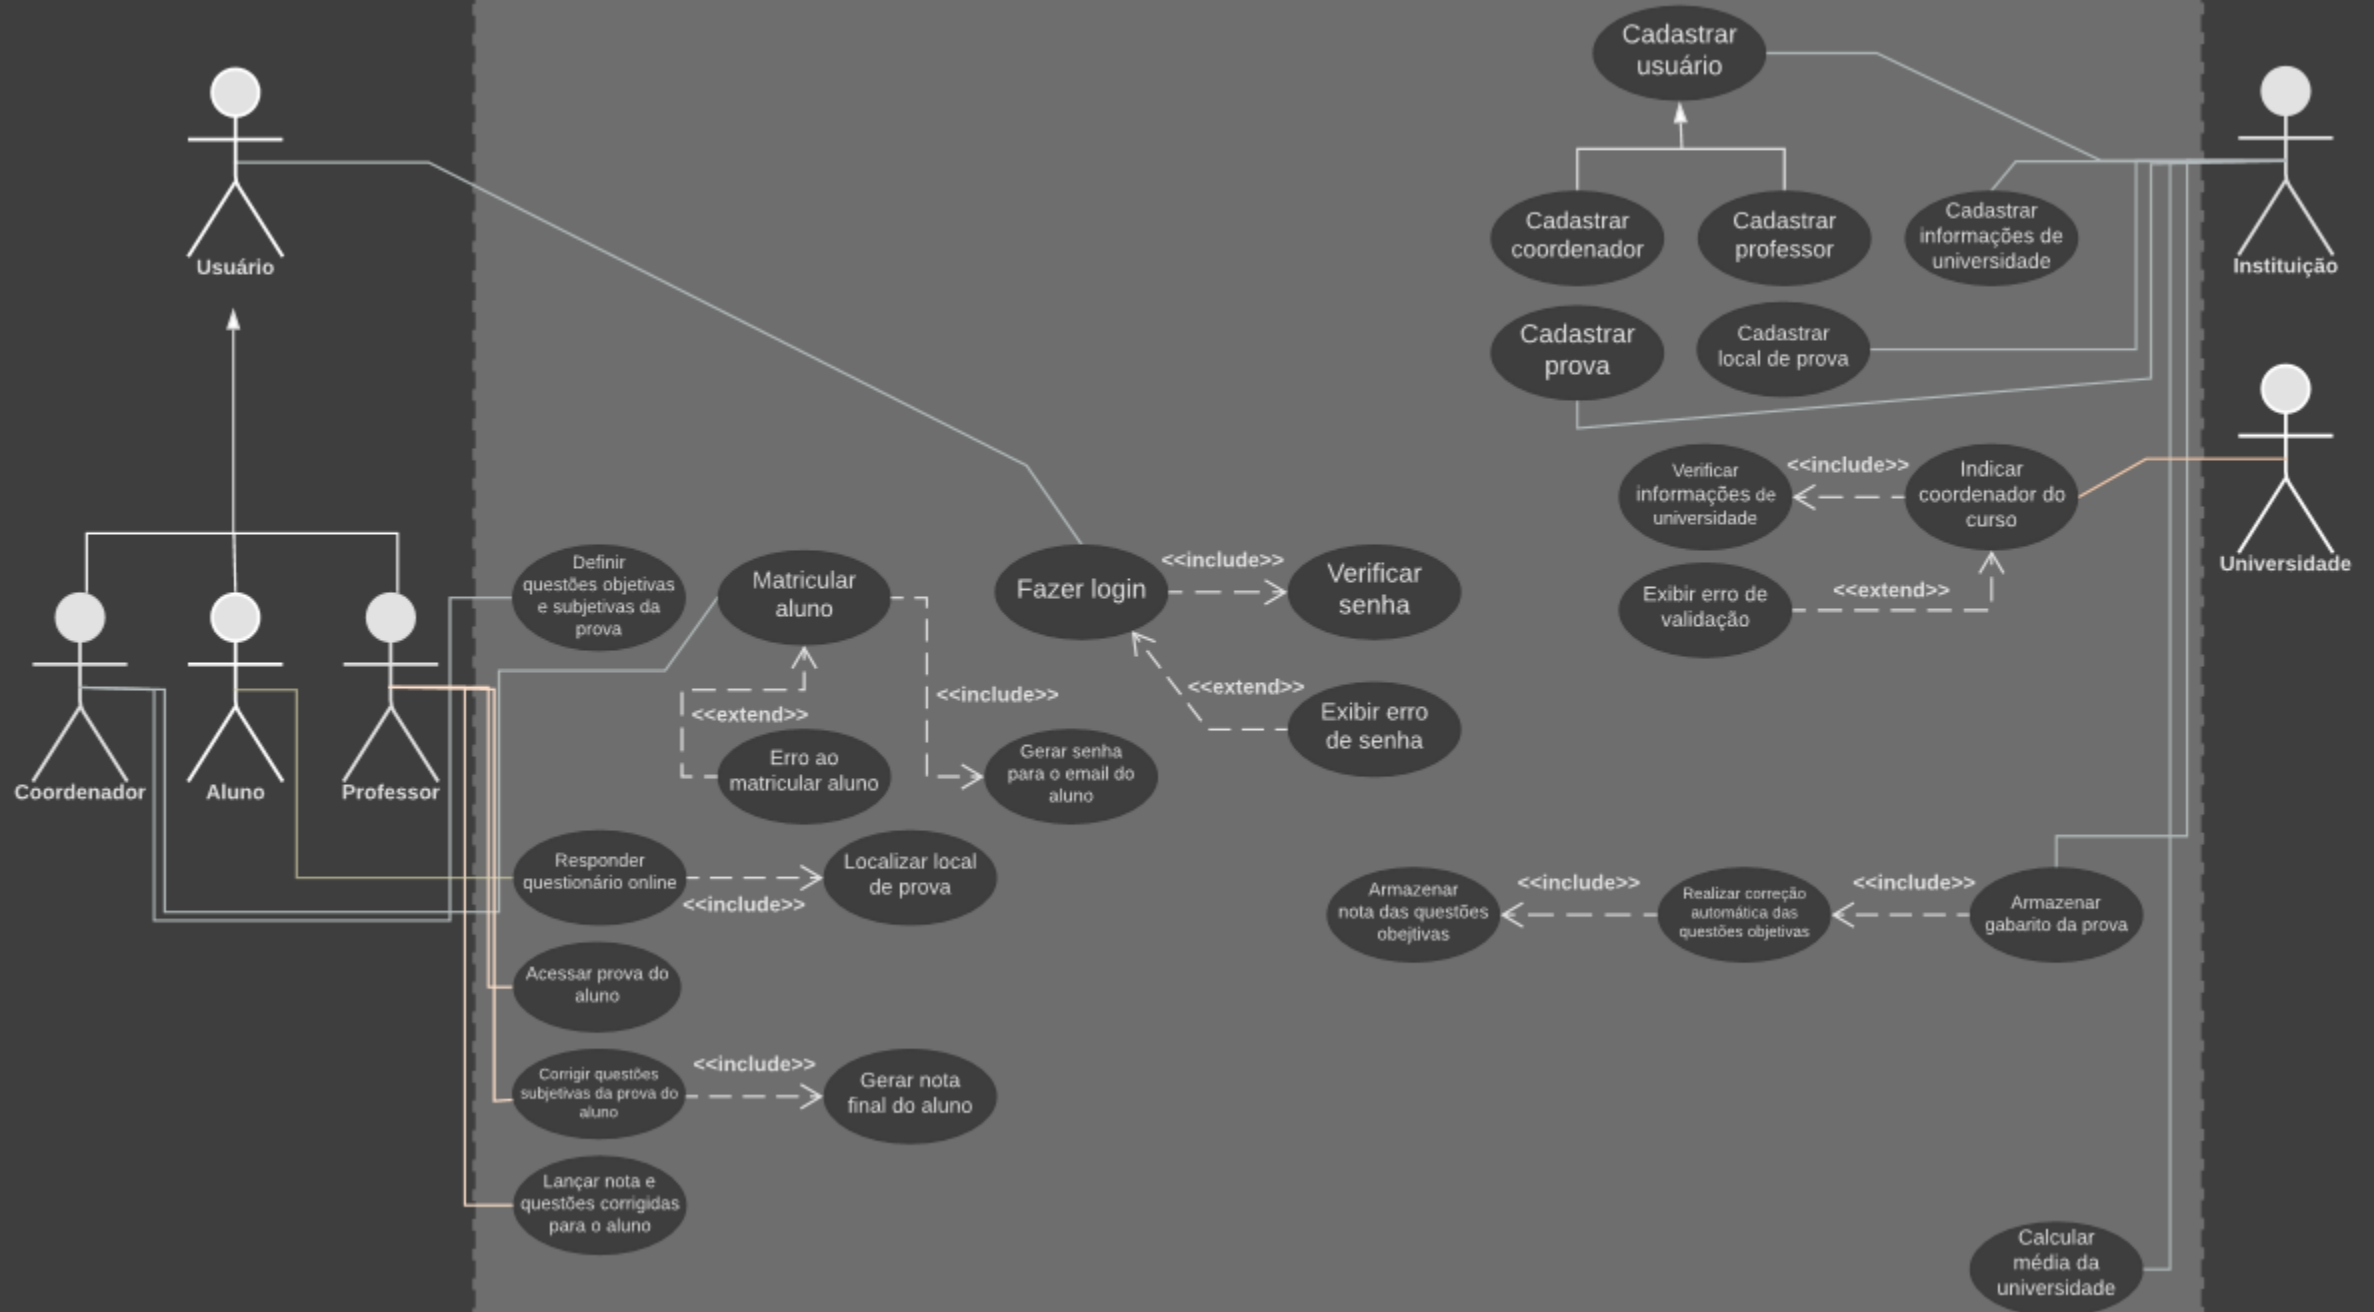 Cadastrar
usuário
Usuário
Instituição
Cadastrar
coordenador
Cadastrar
professor
Cadastrar
informações de
universidade
Cadastrar
prova
Cadastrar
local de prova
Verificar
informações de
universidade
<<include>>
Indicar
coordenador do
curso
Universidade
Exibir erro de
validação
<<extend>>
Coordenador
Aluno
Professor
Definir
questões objetivas
e subjetivas da
prova
Matricular
aluno
Fazer login
<<include>>
Verificar
senha
<<extend>>
<<include>>
<<extend>>
Exibir erro
de senha
Erro ao
matricular aluno
Gerar senha
para o email do
aluno
Responder
questionário online
<<include>>
Localizar local
de prova
Armazenar
nota das questões
obejtivas
<<include>>
Realizar correção
automática das
questões objetivas
<<include>>
Armazenar
gabarito da prova
Acessar prova do
aluno
Corrigir questões
subjetivas da prova do
aluno
<<include>>
Gerar nota
final do aluno
Lançar nota e
questões corrigidas
para o aluno
Calcular
média da
universidade